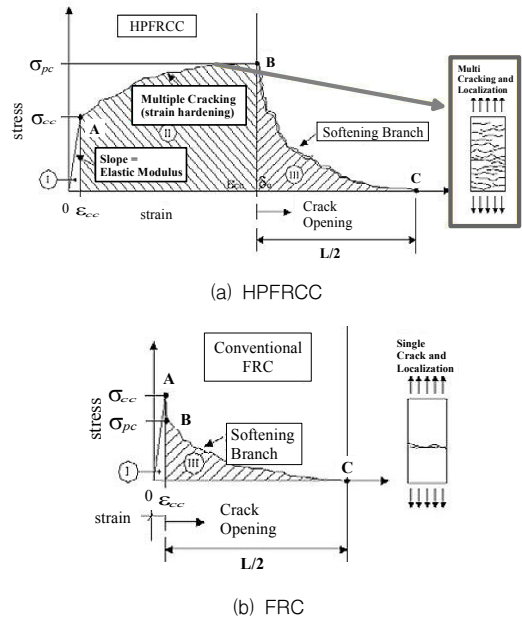 HPFRCC
σpc
B
Multiple Cracking
(strain hardening)
Multi
Cracking and
Localization
stress
σcc
A
II
Softening Branch
Slope =
Elastic Modulus
I
III
C
0
εcc
strain
δo
Crack
Opening
L/2
(a) HPFRCC
Conventional
FRC
Single
Crack and
Localization
A
σcc
σpc
B
stress
Softening
Branch
I
III
C
0
εcc
strain
Crack
Opening
L/2
(b) FRC